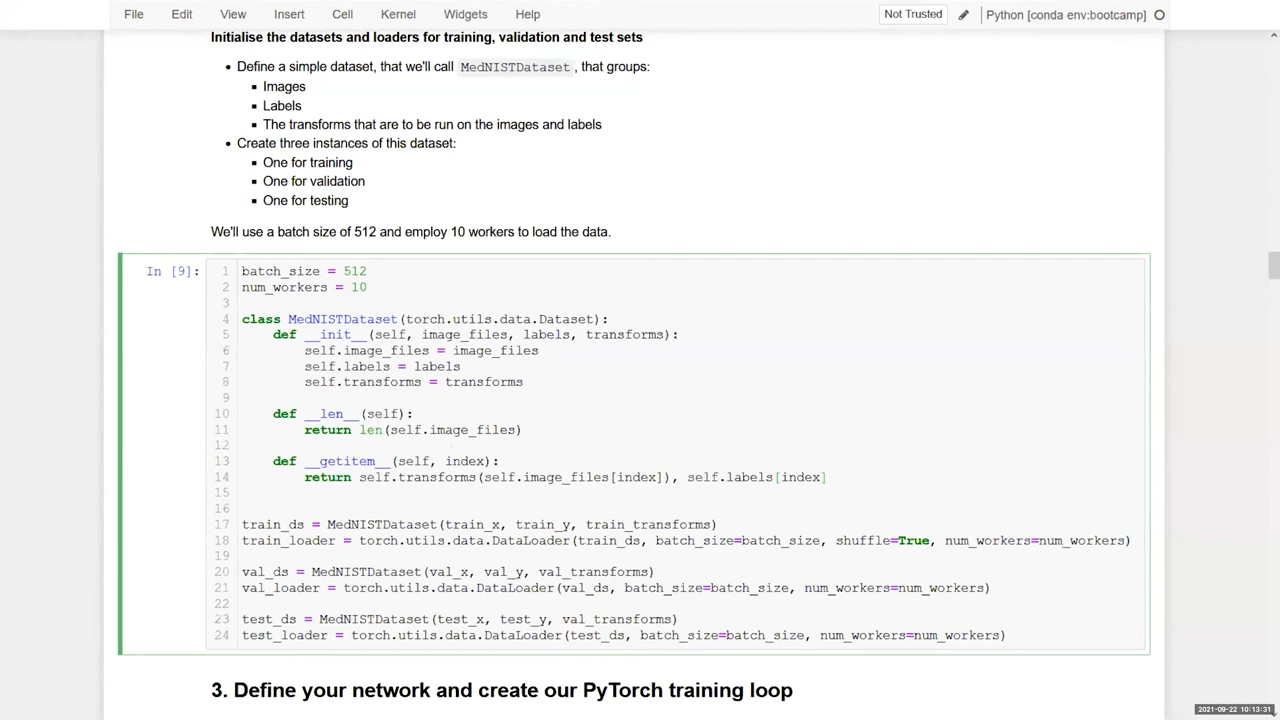 File Edit View Insert Cell Kernel Widgets Help Not Trusted Python [conda env:bootcamp]
Initialise the datasets and loaders for training, validation and test sets
• Define a simple dataset, that we'll call MedNISTDataset , that groups:
▪ Images
▪ Labels
▪ The transforms that are to be run on the images and labels
• Create three instances of this dataset:
▪ One for training
▪ One for validation
▪ One for testing
We'll use a batch size of 512 and employ 10 workers to load the data.
In [9]: 1 batch_size = 512
2 num_workers = 10
3
4 class MedNISTDataset(torch.utils.data.Dataset):
5     def __init__(self, image_files, labels, transforms):
6         self.image_files = image_files
7         self.labels = labels
8         self.transforms = transforms
9
10     def __len__(self):
11         return len(self.image_files)
12
13     def __getitem__(self, index):
14         return self.transforms(self.image_files[index]), self.labels[index]
15
16
17 train_ds = MedNISTDataset(train_x, train_y, train_transforms)
18 train_loader = torch.utils.data.DataLoader(train_ds, batch_size=batch_size, shuffle=True, num_workers=num_workers)
19
20 val_ds = MedNISTDataset(val_x, val_y, val_transforms)
21 val_loader = torch.utils.data.DataLoader(val_ds, batch_size=batch_size, num_workers=num_workers)
22
23 test_ds = MedNISTDataset(test_x, test_y, val_transforms)
24 test_loader = torch.utils.data.DataLoader(test_ds, batch_size=batch_size, num_workers=num_workers)
3. Define your network and create our PyTorch training loop
2021-09-22 10:13:31